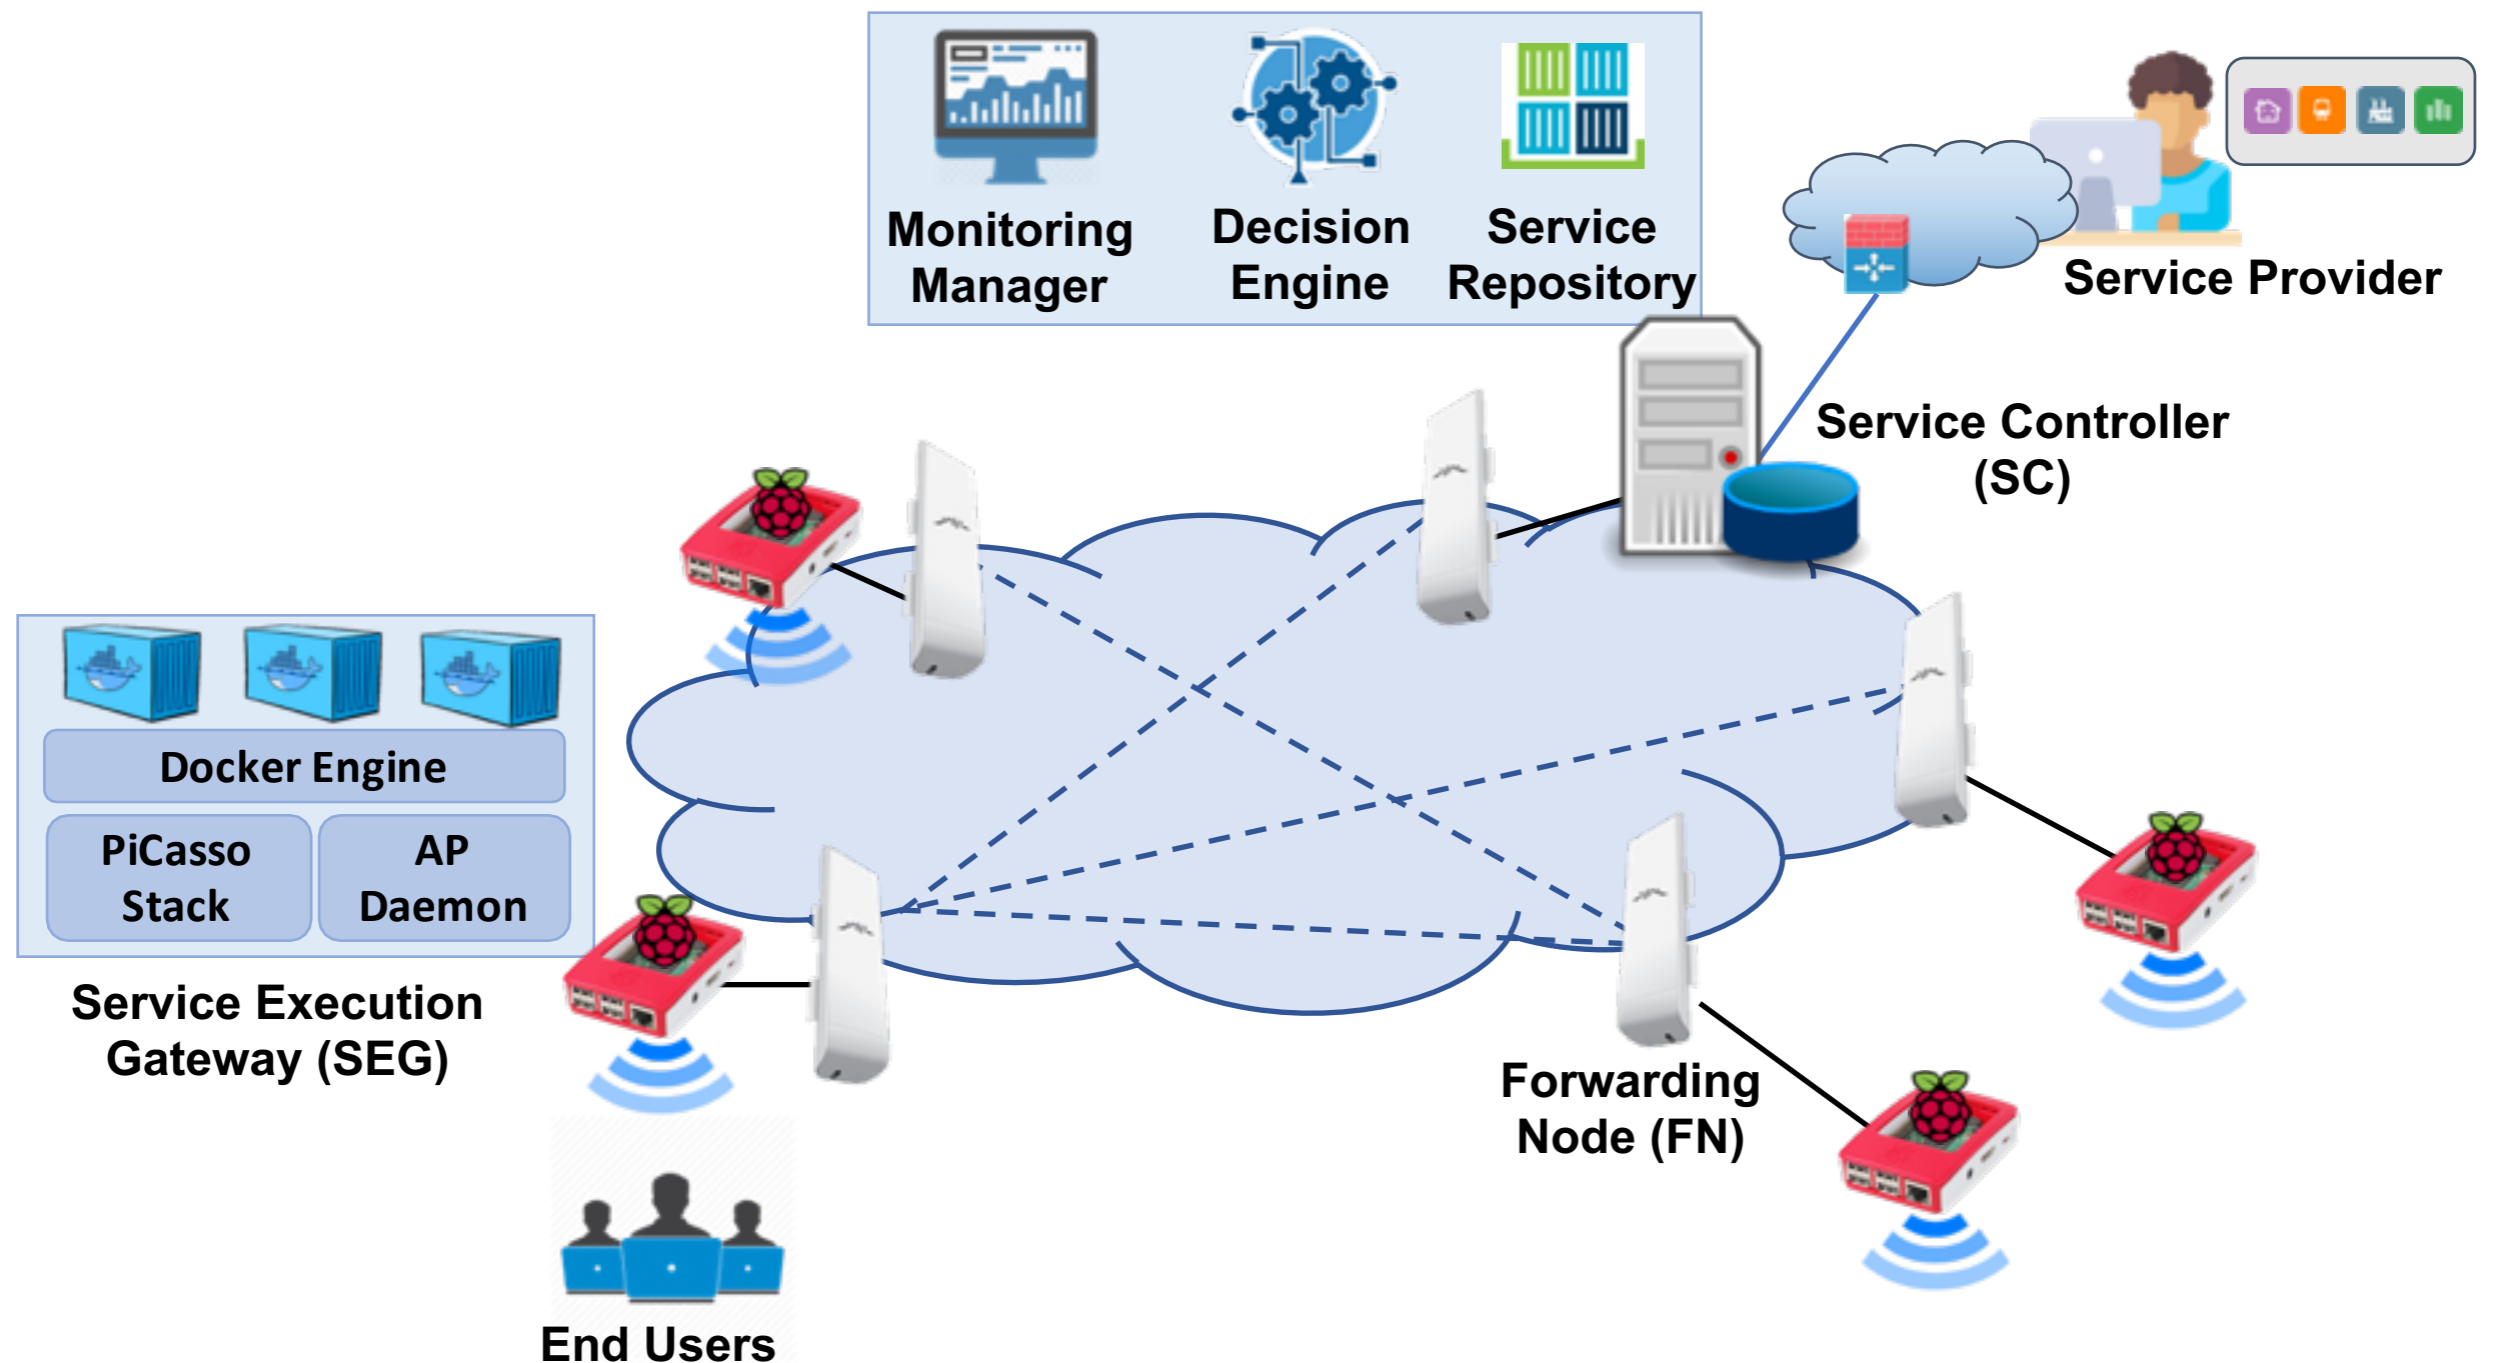 Monitoring
Manager
Decision
Engine
Service
Repository
Service Provider
Service Controller
(SC)
Docker Engine
PiCasso
Stack
AP
Daemon
Service Execution
Gateway (SEG)
Forwarding
Node (FN)
End Users